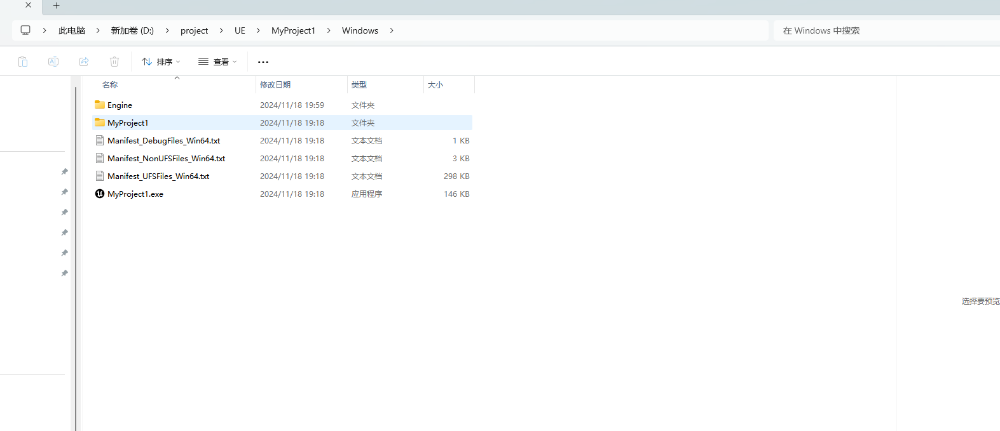 此电脑 新加卷 (D:) project UE MyProject1 Windows 在 Windows 中搜索
排序 查看
名称 修改日期 类型 大小
Engine 2024/11/18 19:59 文件夹
MyProject1 2024/11/18 19:18 文件夹
Manifest_DebugFiles_Win64.txt 2024/11/18 19:18 文本文档 1 KB
Manifest_NonUFSFiles_Win64.txt 2024/11/18 19:18 文本文档 3 KB
Manifest_UFSFiles_Win64.txt 2024/11/18 19:18 文本文档 298 KB
MyProject1.exe 2024/11/18 19:18 应用程序 146 KB
选择要预览